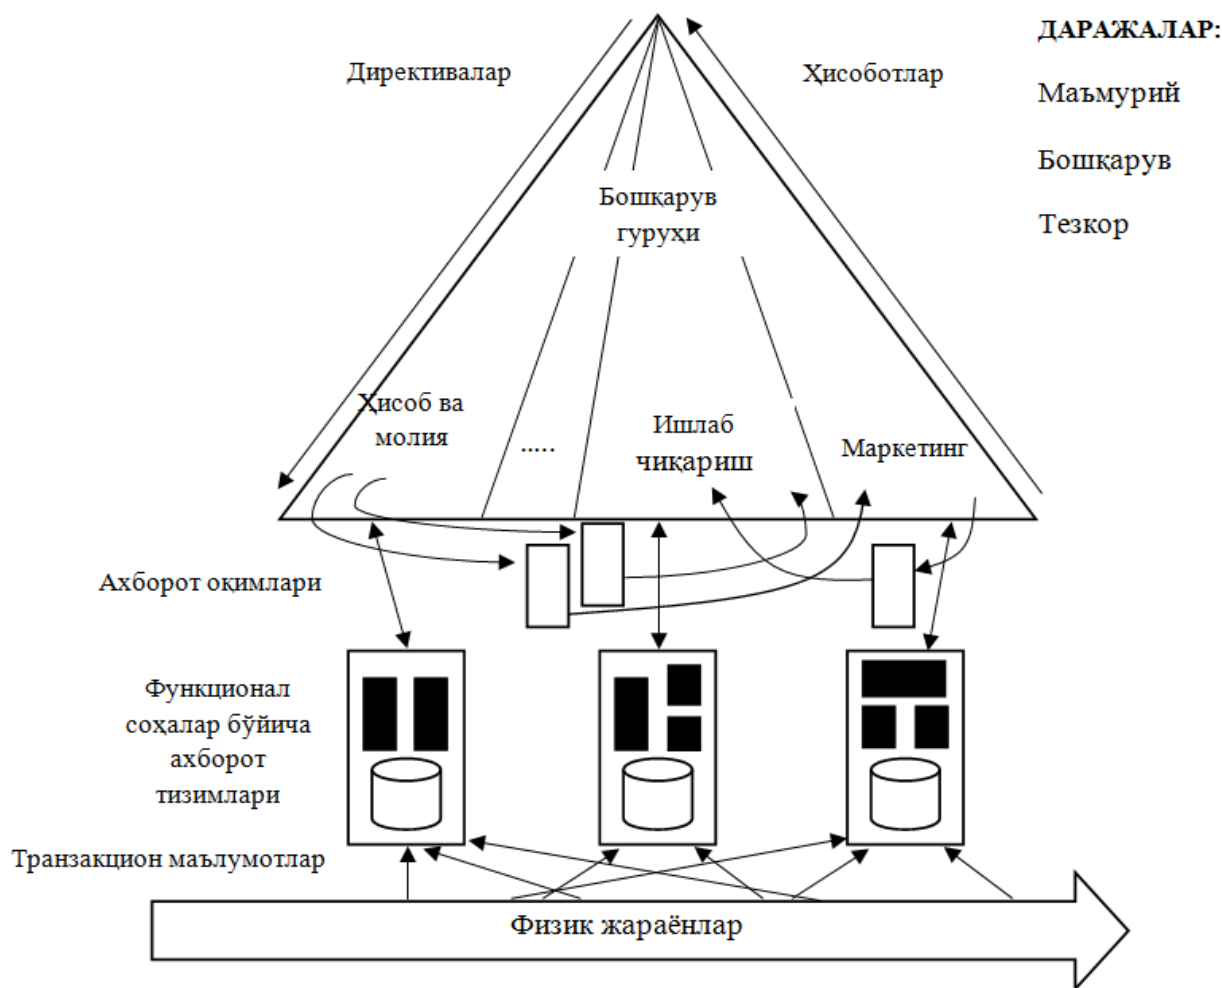 ДАРАЖАЛАР:
Директивалар
Ҳисоботлар
Маъмурий
Бошқарув
Тезкор
Бошқарув
гуруҳи
Ҳисоб ва
молия
.....
Ишлаб
чиқариш
Маркетинг
Ахборот оқимлари
Функционал
соҳалар бўйича
ахборот
тизимлари
Транзакцион маълумотлар
Физик жараёнлар